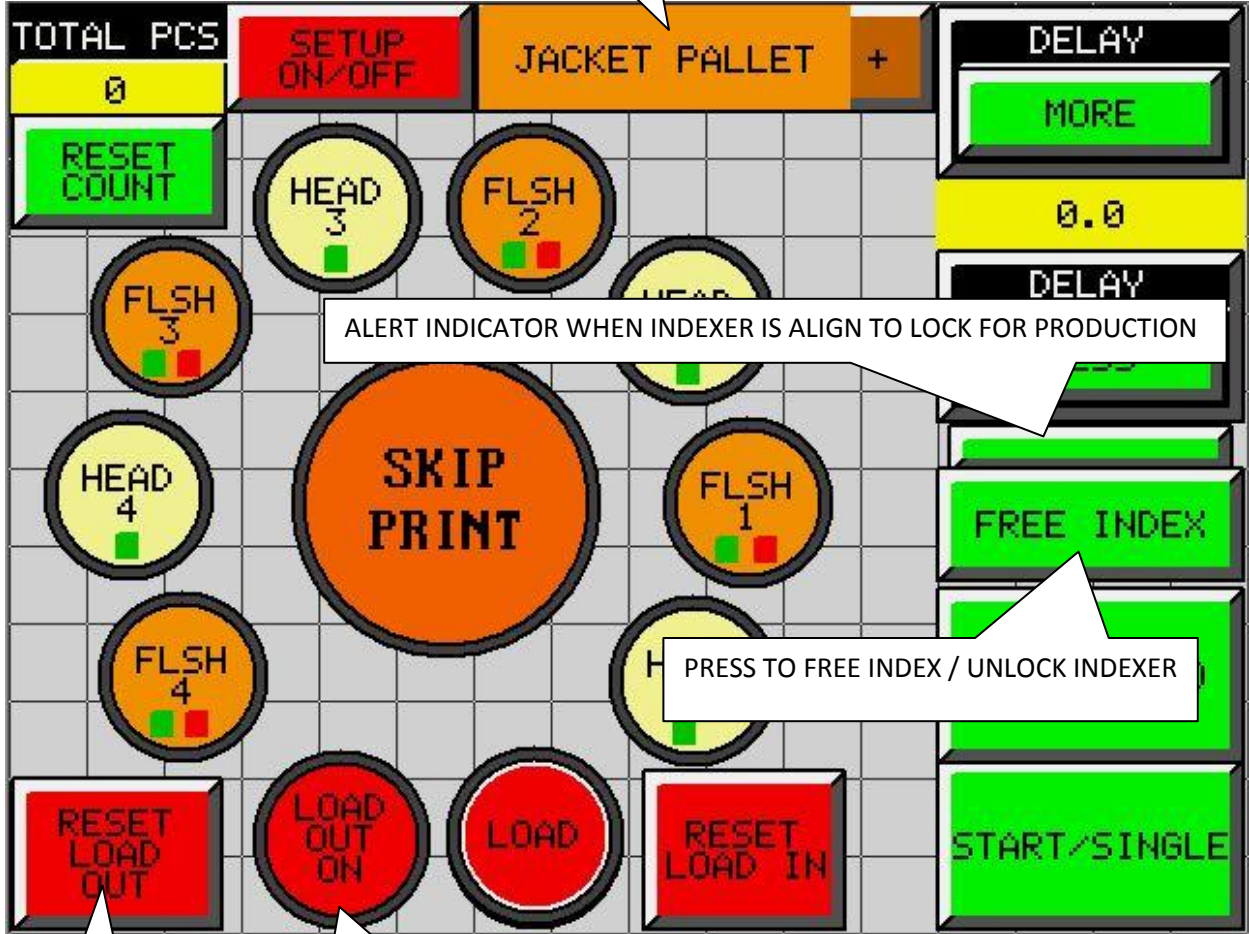 TOTAL PCS
0
RESET
COUNT
SETUP
ON/OFF
JACKET PALLET +
DELAY
MORE
0.0
DELAY
HEAD
3
FLSH
2
FLSH
3
ALERT INDICATOR WHEN INDEXER IS ALIGN TO LOCK FOR PRODUCTION
HEAD
4
SKIP
PRINT
FLSH
1
FREE INDEX
FLSH
4
PRESS TO FREE INDEX / UNLOCK INDEXER
RESET
LOAD
OUT
LOAD
OUT
ON
LOAD
RESET
LOAD IN
START/SINGLE